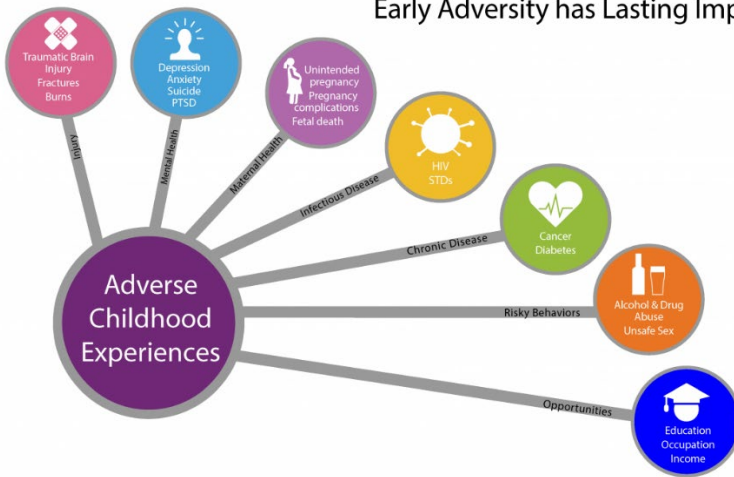 Early Adversity has Lasting
Traumatic Brain
Injury
Fractures
Burns
Injury
Depression
Anxiety
Suicide
PTSD
Mental Health
Unintended
pregnancy
Pregnancy
complications
Fetal death
Maternal Health
HIV
STDs
Infectious Disease
Cancer
Diabetes
Chronic Disease
Alcohol & Drug
Abuse
Unsafe Sex
Risky Behaviors
Education
Occupation
Income
Opportunities
Adverse
Childhood
Experiences